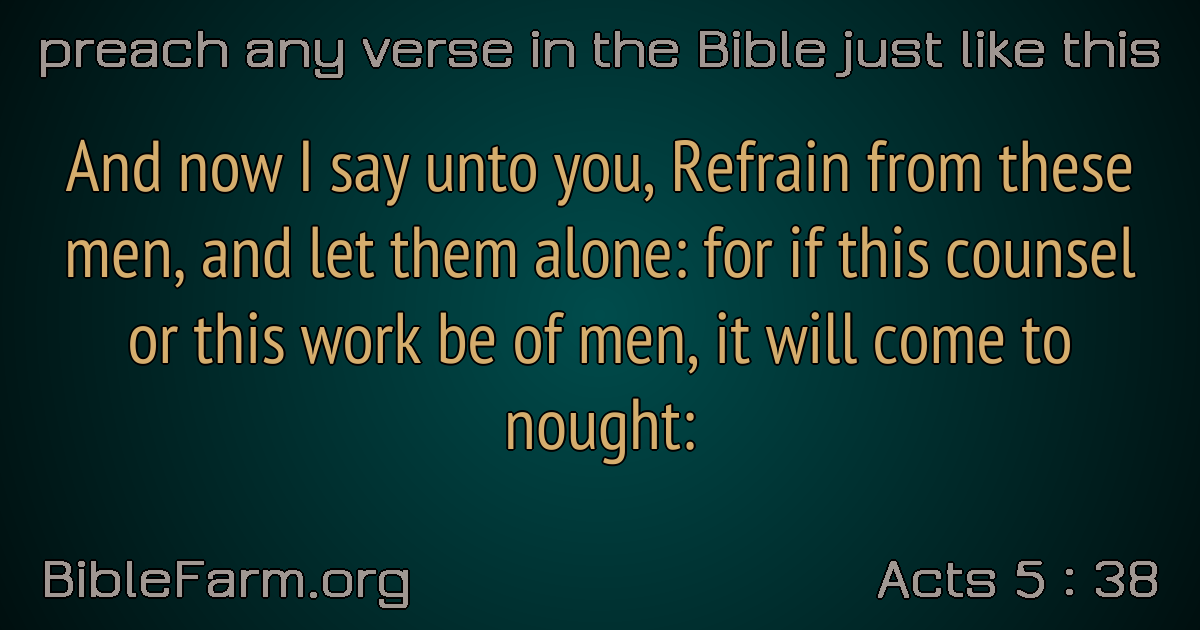 preach any verse in the Bible just like this
And now I say unto you, Refrain from these
men, and let them alone: for if this counsel
or this work be of men, it will come to
nought:
BibleFarm.org
Acts 5 : 38